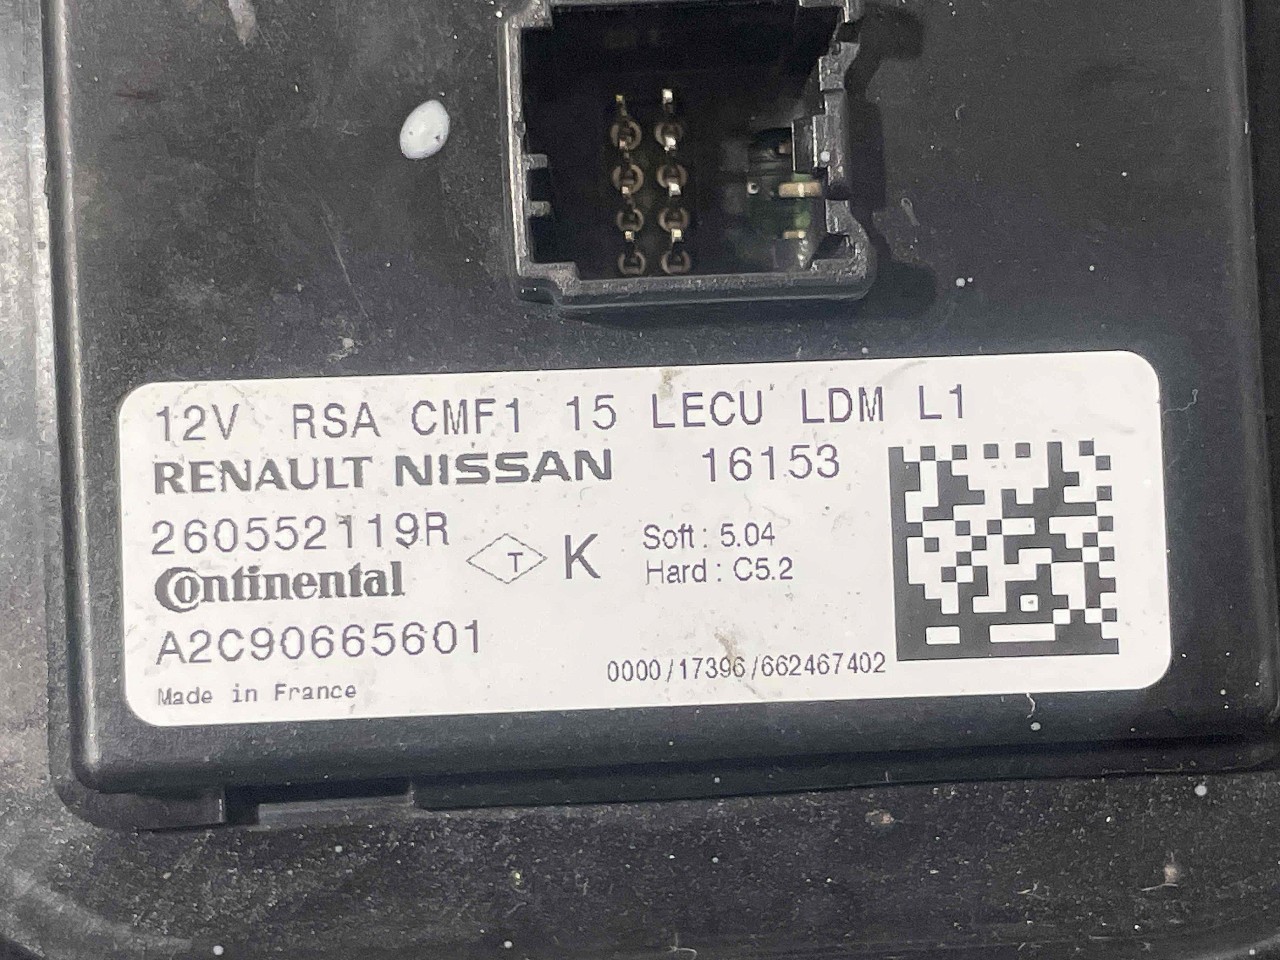 12V RSA CMF1 15 LECU LDM L1
RENAULT NISSAN 16153
260552119R
Continental
T K
Soft : 5.04
Hard : C5.2
A2C90665601
0000/17396/662467402
Made in France